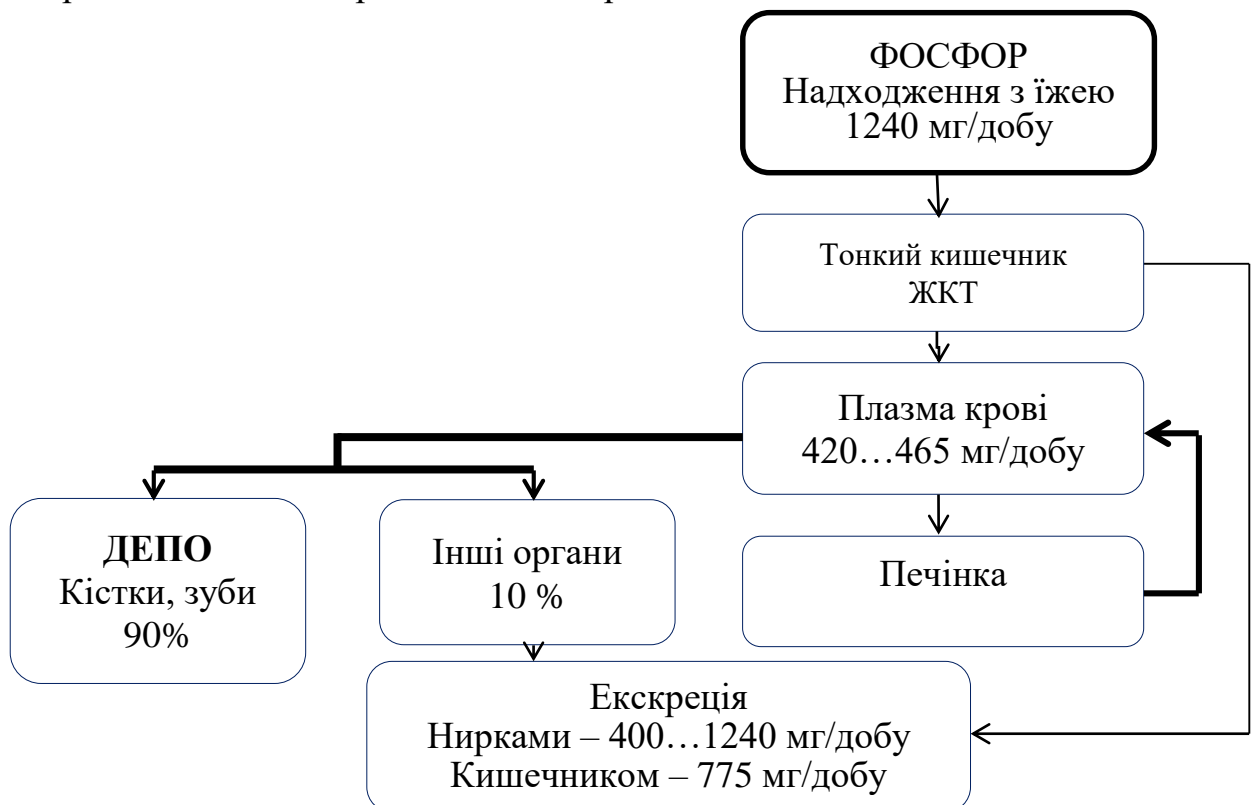 ФОСФОР
Надходження з їжею
1240 мг/добу
Тонкий кишечник
ЖКТ
Плазма крові
420…465 мг/добу
ДЕПО
Кістки, зуби
90%
Інші органи
10 %
Печінка
Екскреція
Нирками – 400…1240 мг/добу
Кишечником – 775 мг/добу